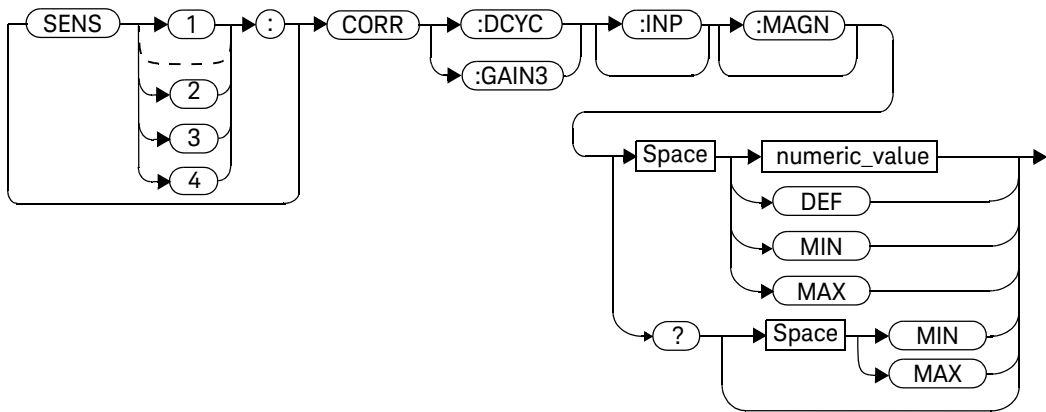 SENS
1
:
CORR
:DCYC
:INP
:MAGN
:GAIN3
2
3
4
Space
numeric_value
DEF
MIN
MAX
?
Space
MIN
MAX